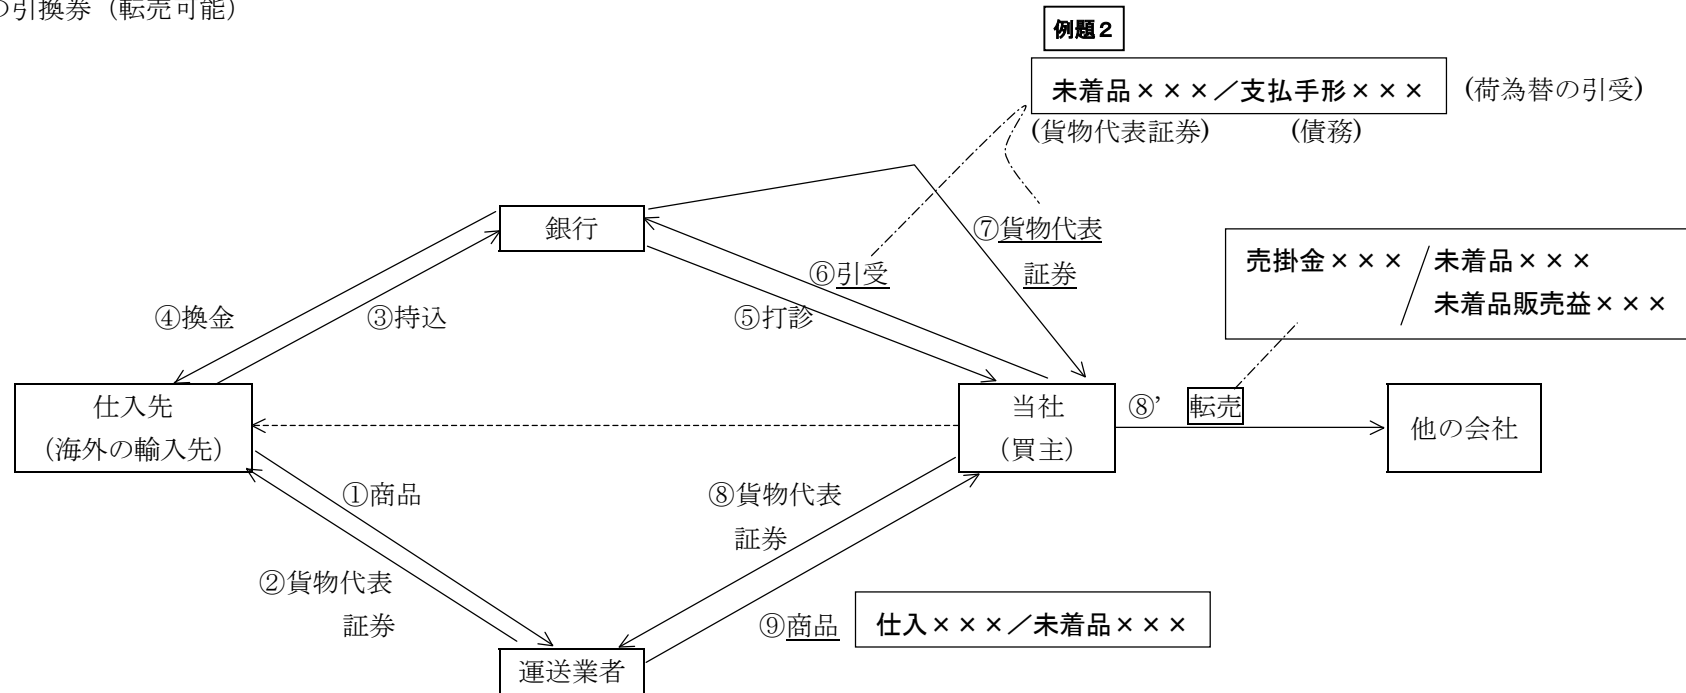 の引換券（転売可能）
例題２
未着品×××／支払手形×××
(荷為替の引受)
(貨物代表証券)
(債務)
銀行
⑦貨物代表
証券
⑥引受
売掛金×××
未着品×××
未着品販売益×××
④換金
③持込
⑤打診
仕入先
（海外の輸入先）
当社
（買主）
⑧’
転売
他の会社
①商品
⑧貨物代表
証券
②貨物代表
証券
⑨商品
仕入×××／未着品×××
運送業者